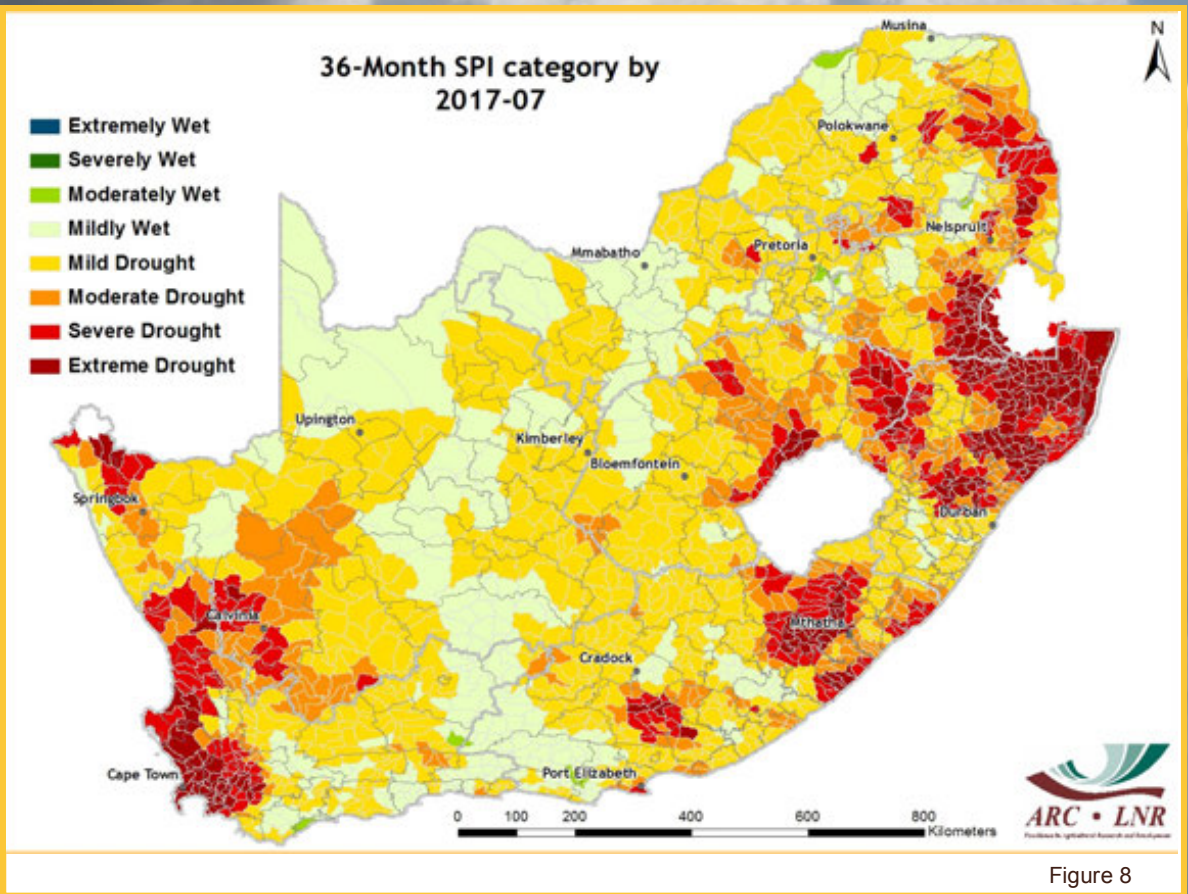 36-Month SPI category by
2017-07
N
Extremely Wet
Severely Wet
Moderately Wet
Mildly Wet
Mild Drought
Moderate Drought
Severe Drought
Extreme Drought
Musina
Polokwane
Nelspruit
Pretoria
Mmabatho
Upington
Kimberley
Bloemfontein
Springbok
Durban
Calvinia
Mthatha
Cradock
Cape Town
Port Elizabeth
0 100 200 400 600 800
Kilometers
ARC • LNR
Figure 8